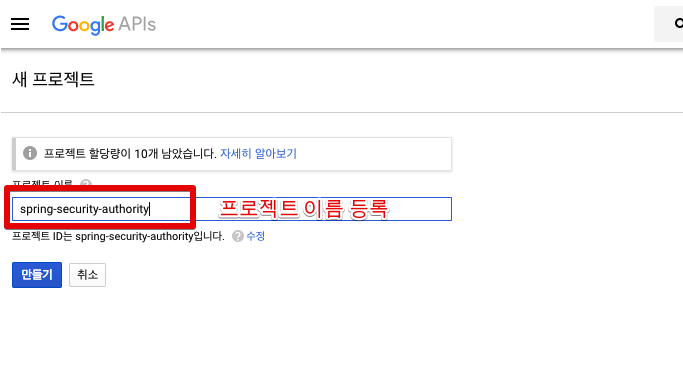 Google APIs
새 프로젝트
프로젝트 할당량이 10개 남았습니다. 자세히 알아보기
프로젝트 이름
spring-security-authority
프로젝트 이름 등록
프로젝트 ID는 spring-security-authority입니다. 수정
만들기 취소